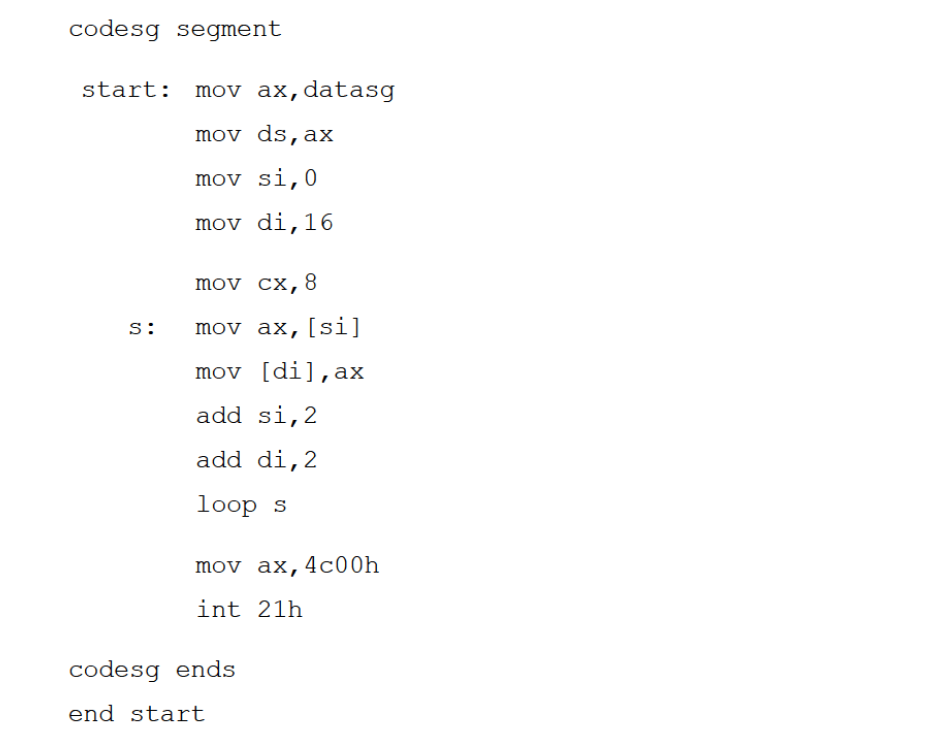 codesg segment
start: mov ax,datasg
mov ds,ax
mov si,0
mov di,16
mov cx,8
s: mov ax,[si]
mov [di],ax
add si,2
add di,2
loop s
mov ax,4c00h
int 21h
codesg ends
end start